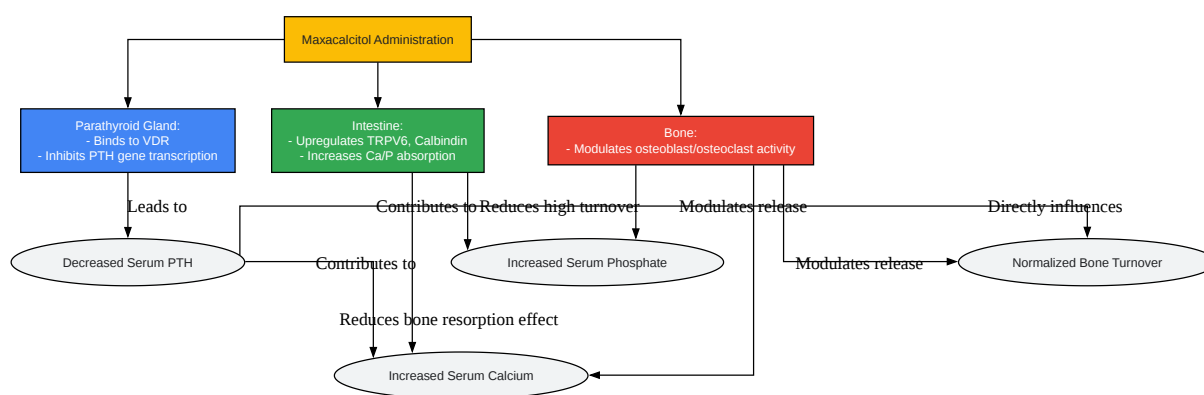 Maxacalcitol Administration
Parathyroid Gland:
- Binds to VDR
- Inhibits PTH gene transcription
Intestine:
- Upregulates TRPV6, Calbindin
- Increases Ca/P absorption
Bone:
- Modulates osteoblast/osteoclast activity
Leads to
Contributes to
Reduces high turnover
Modulates release
Directly influences
Decreased Serum PTH
Contributes to
Increased Serum Phosphate
Modulates release
Normalized Bone Turnover
Reduces bone resorption effect
Increased Serum Calcium